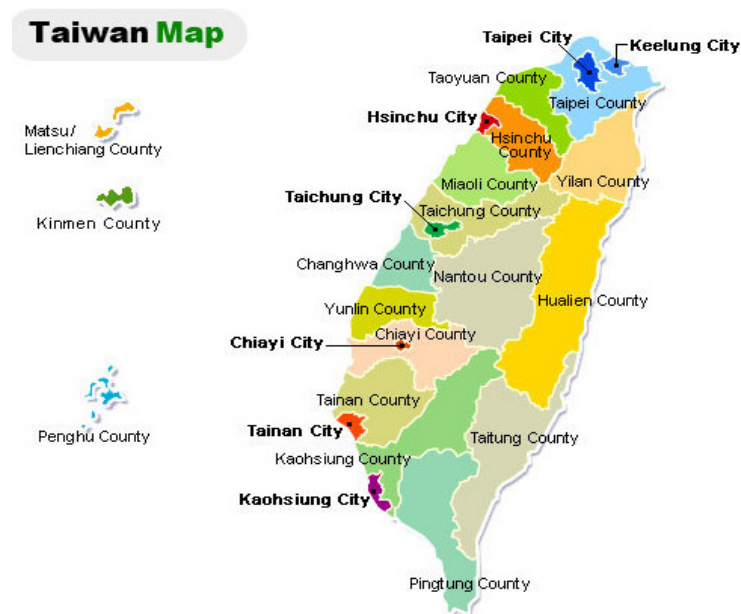 Taiwan Map
Taipei City
Keelung City
Taoyuan County
Taipei County
Hsinchu City
Hsinchu
County
Matsu/
Lienchiang County
Miaoli County
Yilan County
Kinmen County
Taichung City
Taichung County
Changhwa County
Nantou County
Hualien County
Yunlin County
Chiayi County
Chiayi City
Tainan County
Tainan City
Penghu County
Taitung County
Kaohsiung County
Kaohsiung City
Pingtung County